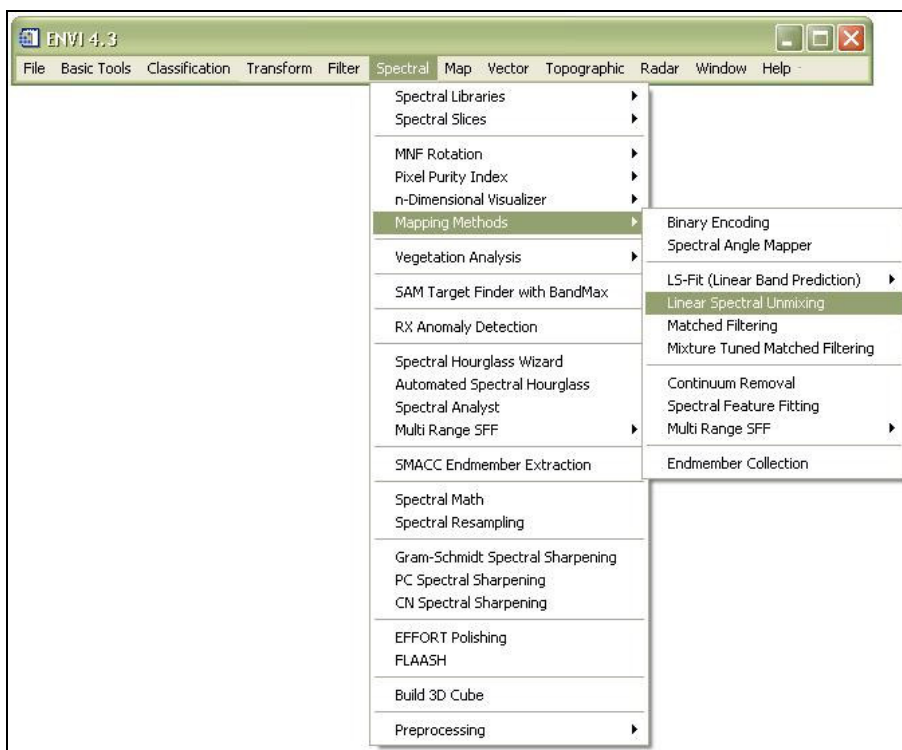 ENVI 4.3
File Basic Tools Classification Transform Filter Spectral Map Vector Topographic Radar Window Help
Spectral Libraries
Spectral Slices
MNF Rotation
Pixel Purity Index
n-Dimensional Visualizer
Mapping Methods
Vegetation Analysis
SAM Target Finder with BandMax
RX Anomaly Detection
Spectral Hourglass Wizard
Automated Spectral Hourglass
Spectral Analyst
Multi Range SFF
SMACC Endmember Extraction
Spectral Math
Spectral Resampling
Gram-Schmidt Spectral Sharpening
PC Spectral Sharpening
CN Spectral Sharpening
EFFORT Polishing
FLAASH
Build 3D Cube
Preprocessing
Binary Encoding
Spectral Angle Mapper
LS-Fit (Linear Band Prediction)
Linear Spectral Unmixing
Matched Filtering
Mixture Tuned Matched Filtering
Continuum Removal
Spectral Feature Fitting
Multi Range SFF
Endmember Collection